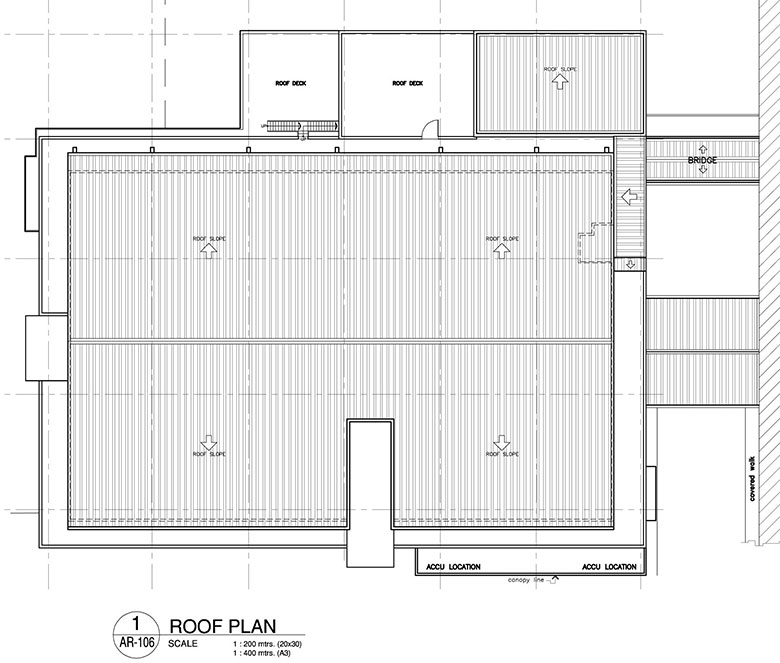 ROOF SLOPE
ROOF DECK
ROOF DECK
UP
BRIDGE
ROOF SLOPE
ROOF SLOPE
ROOF SLOPE
ROOF SLOPE
covered walk
ACCU LOCATION
ACCU LOCATION
canopy line
1
AR-106
ROOF PLAN
SCALE
1 : 200 mtrs. (20x30)
1 : 400 mtrs. (A3)